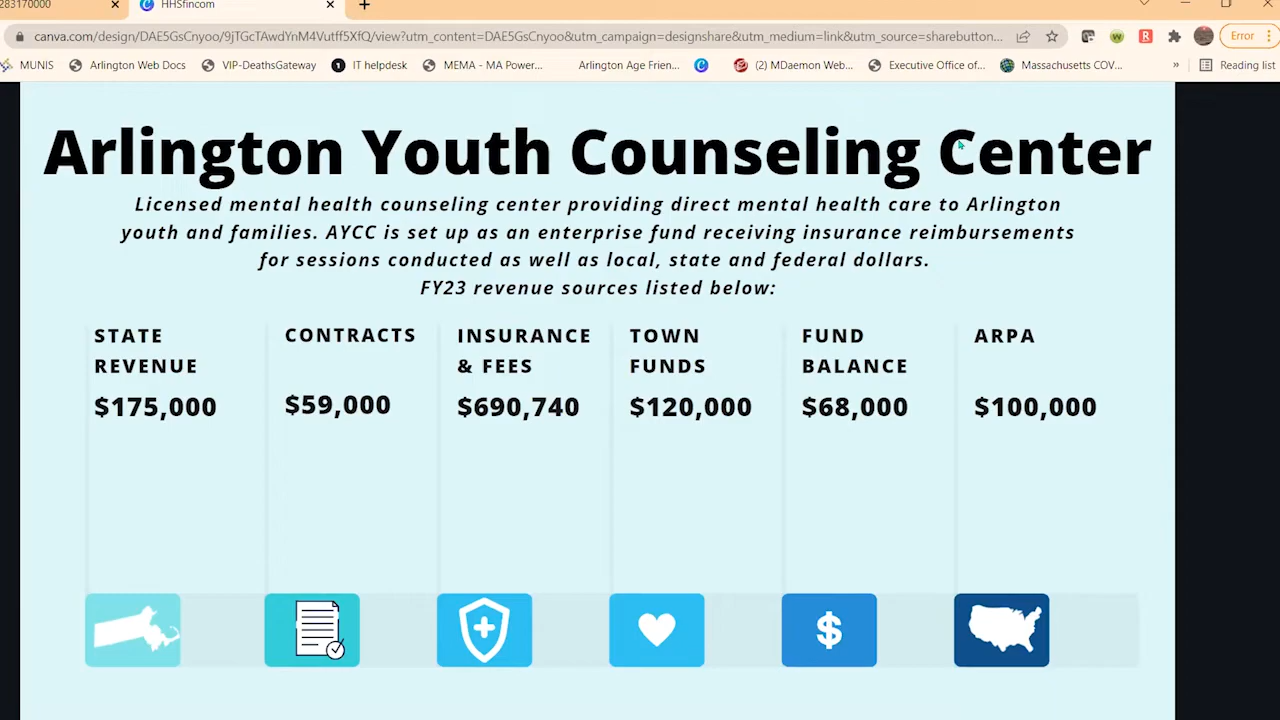 283170000
HHSfincom
canva.com/design/DAE5GsCnyoo/9jTGcTAwdYnM4Vutff5XfQ/view?utm_content=DAE5GsCnyoo&utm_campaign=designshare&utm_medium=link&utm_source=sharebutton...
Error
MUNIS
Arlington Web Docs
VIP-DeathsGateway
IT helpdesk
MEMA - MA Power...
Arlington Age Frien...
(2) MDaemon Web...
Executive Office of...
Massachusetts COV...
»
Reading list
Arlington Youth Counseling Center
Licensed mental health counseling center providing direct mental health care to Arlington
youth and families. AYCC is set up as an enterprise fund receiving insurance reimbursements
for sessions conducted as well as local, state and federal dollars.
FY23 revenue sources listed below:
STATE
REVENUE
$175,000
CONTRACTS
$59,000
INSURANCE
& FEES
$690,740
TOWN
FUNDS
$120,000
FUND
BALANCE
$68,000
ARPA
$100,000
$